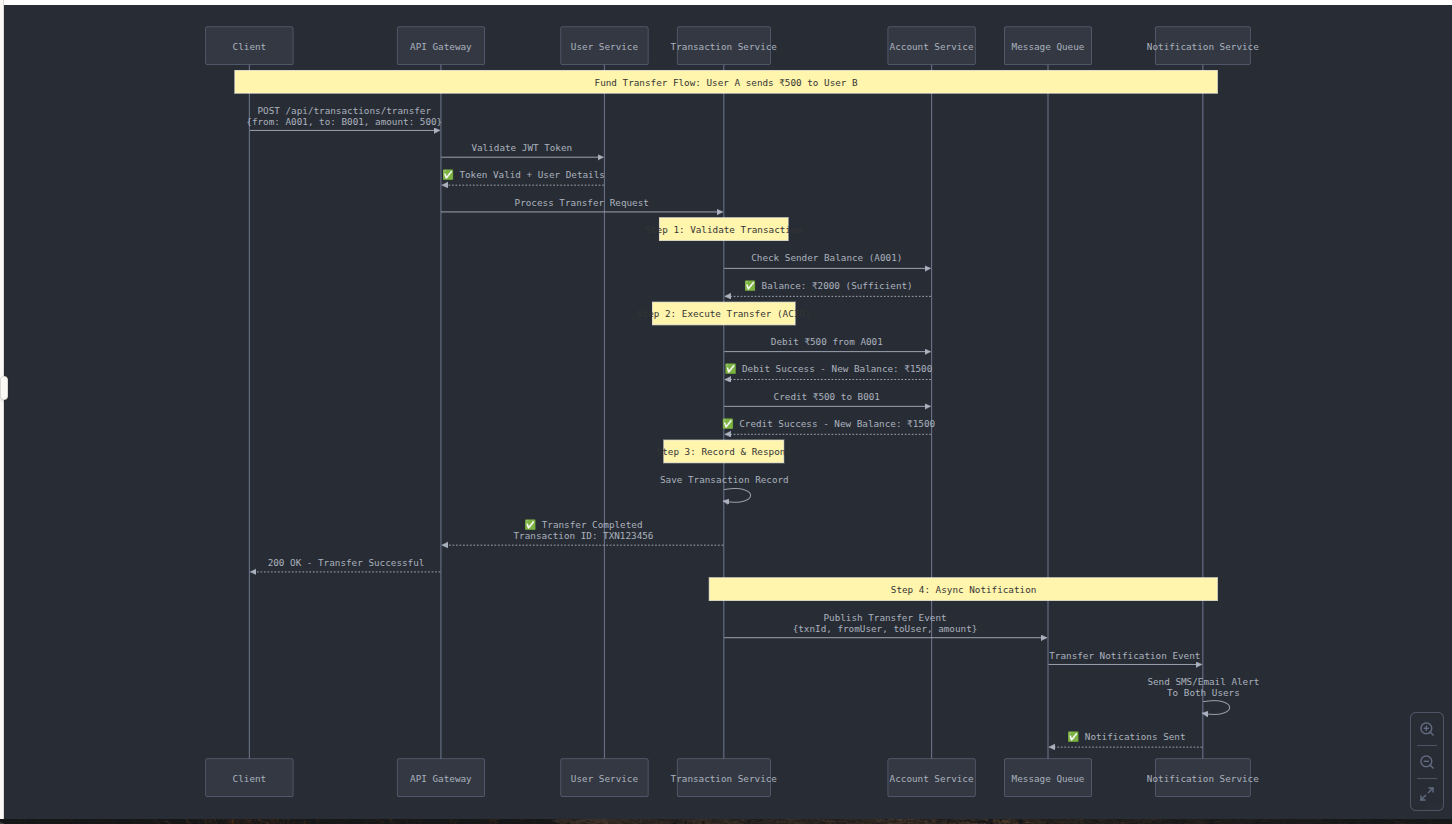 Client
API Gateway
User Service
Transaction Service
Account Service
Message Queue
Notification Service
Fund Transfer Flow: User A sends ₹500 to User B
POST /api/transactions/transfer
{from: A001, to: B001, amount: 500}
Validate JWT Token
✅ Token Valid + User Details
Process Transfer Request
ep 1: Validate Transacti
Check Sender Balance (A001)
✅ Balance: ₹2000 (Sufficient)
ep 2: Execute Transfer (AC
Debit ₹500 from A001
✅ Debit Success - New Balance: ₹1500
Credit ₹500 to B001
✅ Credit Success - New Balance: ₹1500
tep 3: Record & Respon
Save Transaction Record
✅ Transfer Completed
Transaction ID: TXN123456
200 OK - Transfer Successful
Step 4: Async Notification
Publish Transfer Event
{txnId, fromUser, toUser, amount}
Transfer Notification Event
Send SMS/Email Alert
To Both Users
✅ Notifications Sent
Client
API Gateway
User Service
Transaction Service
Account Service
Message Queue
Notification Service